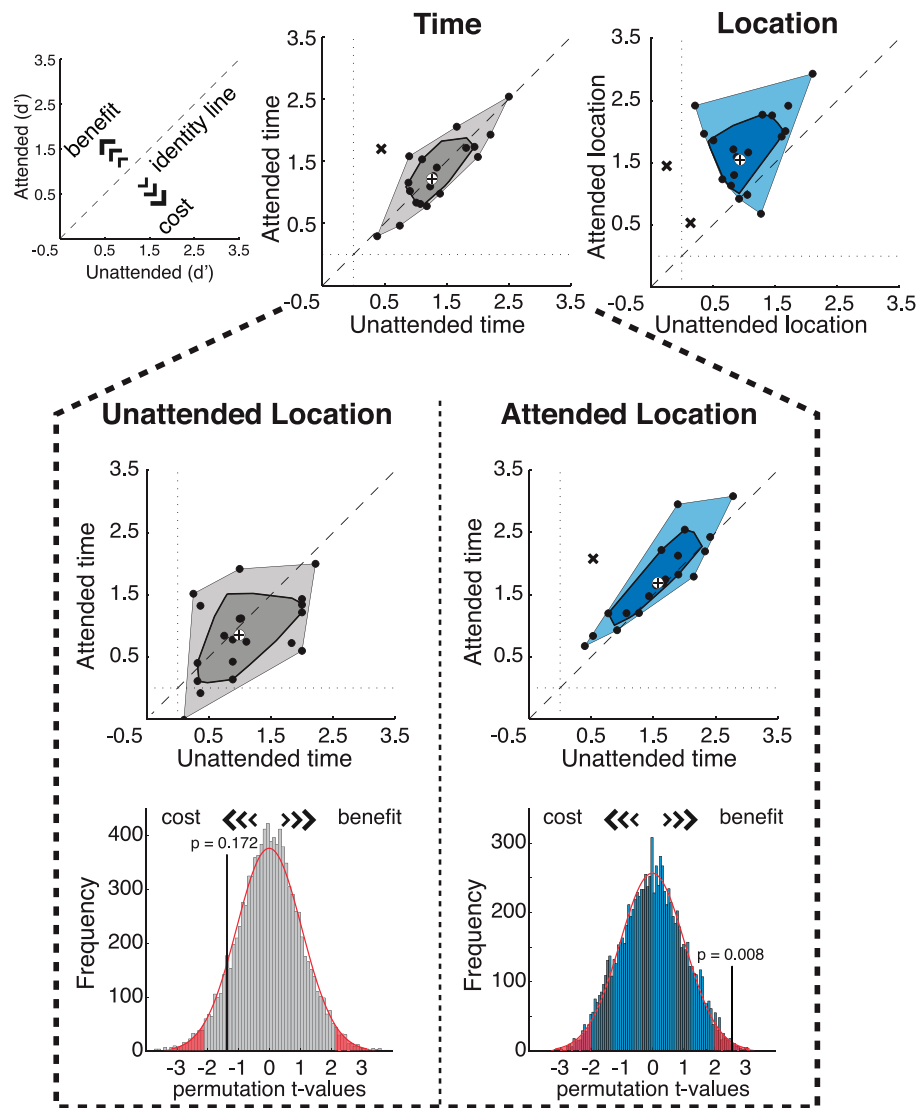 Time
Location
3.5
2.5
1.5
0.5
-0.5
0.5
1.5
2.5
3.5
Attended (d')
Unattended (d')
benefit
identity line
cost
3.5
2.5
1.5
0.5
-0.5
0.5
1.5
2.5
3.5
Attended time
Unattended time
3.5
2.5
1.5
0.5
-0.5
0.5
1.5
2.5
3.5
Attended location
Unattended location
Unattended Location
Attended Location
3.5
2.5
1.5
0.5
-0.5
0.5
1.5
2.5
3.5
Attended time
Unattended time
3.5
2.5
1.5
0.5
-0.5
0.5
1.5
2.5
3.5
Attended time
Unattended time
cost
benefit
p = 0.172
400
300
200
100
0
Frequency
-3 -2 -1 0 1 2 3
permutation t-values
cost
benefit
p = 0.008
300
250
150
100
0
Frequency
-3 -2 -1 0 1 2 3
permutation t-values